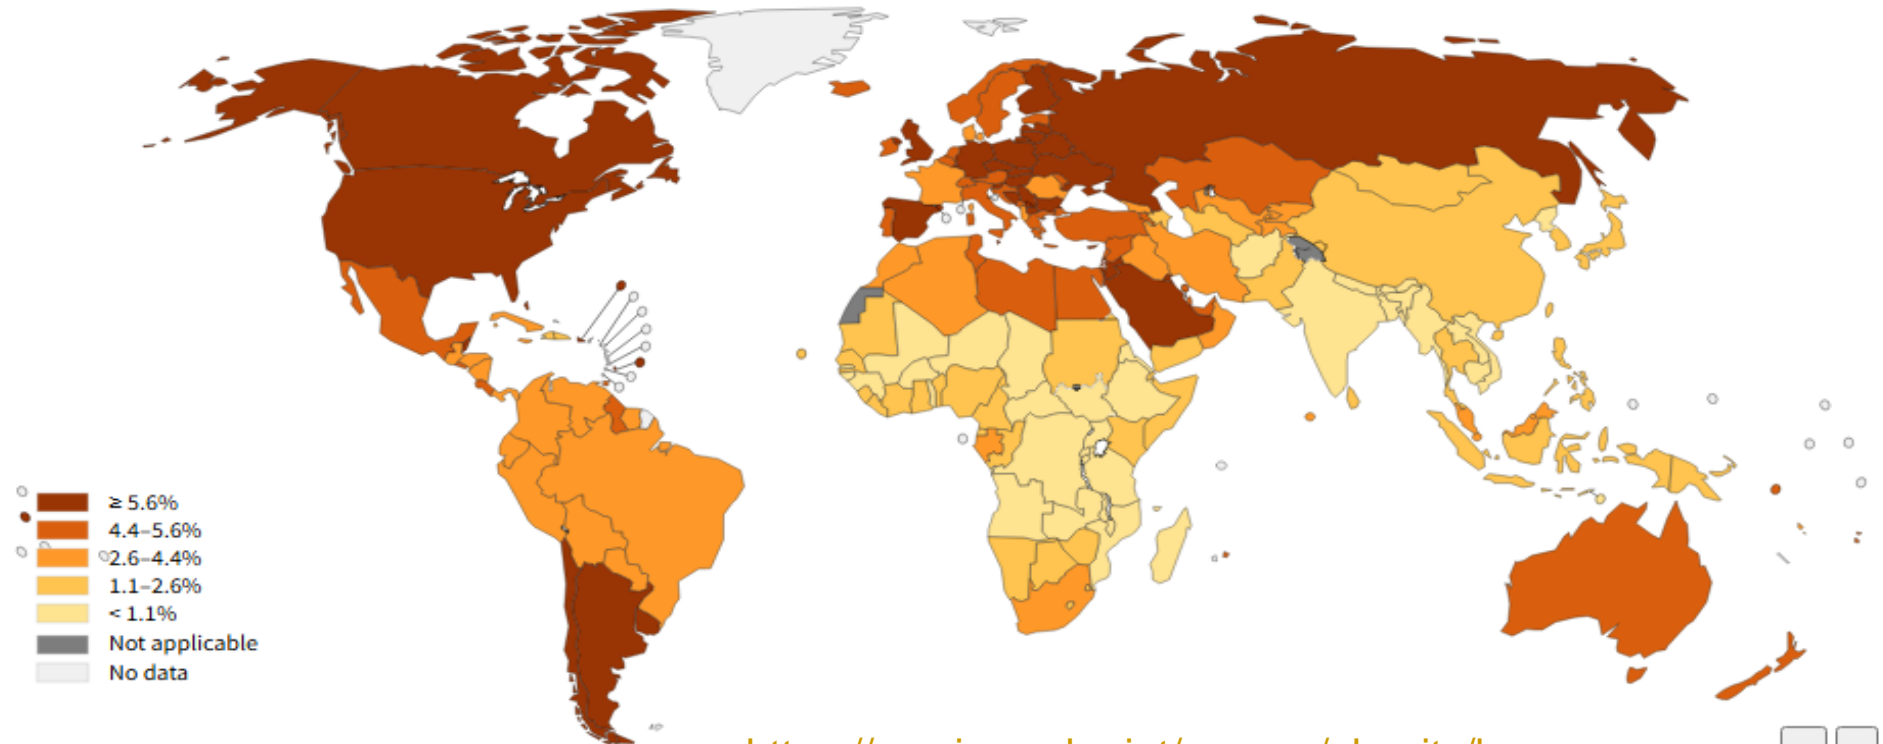 ≥ 5.6%
4.4–5.6%
2.6–4.4%
1.1–2.6%
< 1.1%
Not applicable
No data